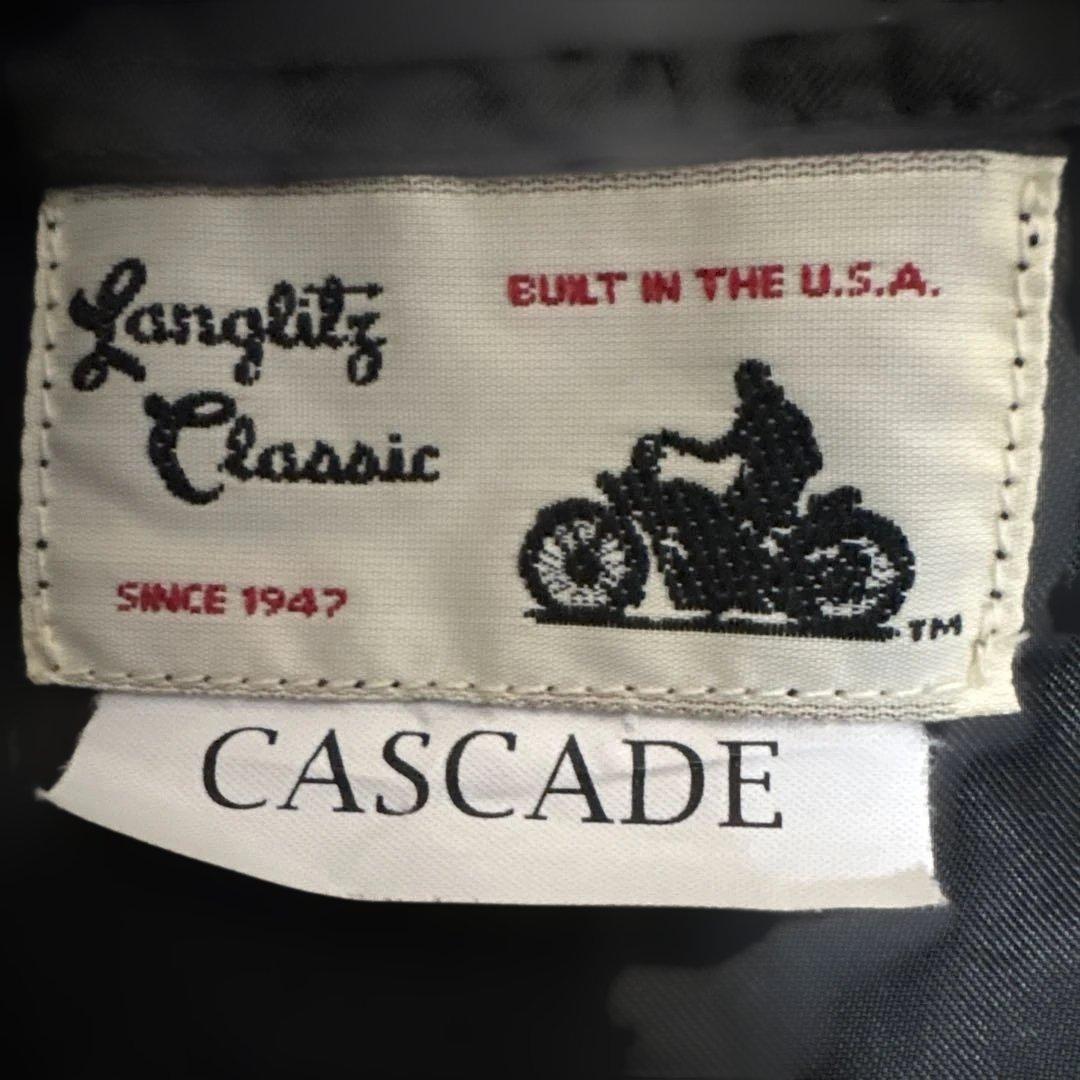 Langlitz
Classic
BUILT IN THE U.S.A.
SINCE 1947
TM
CASCADE